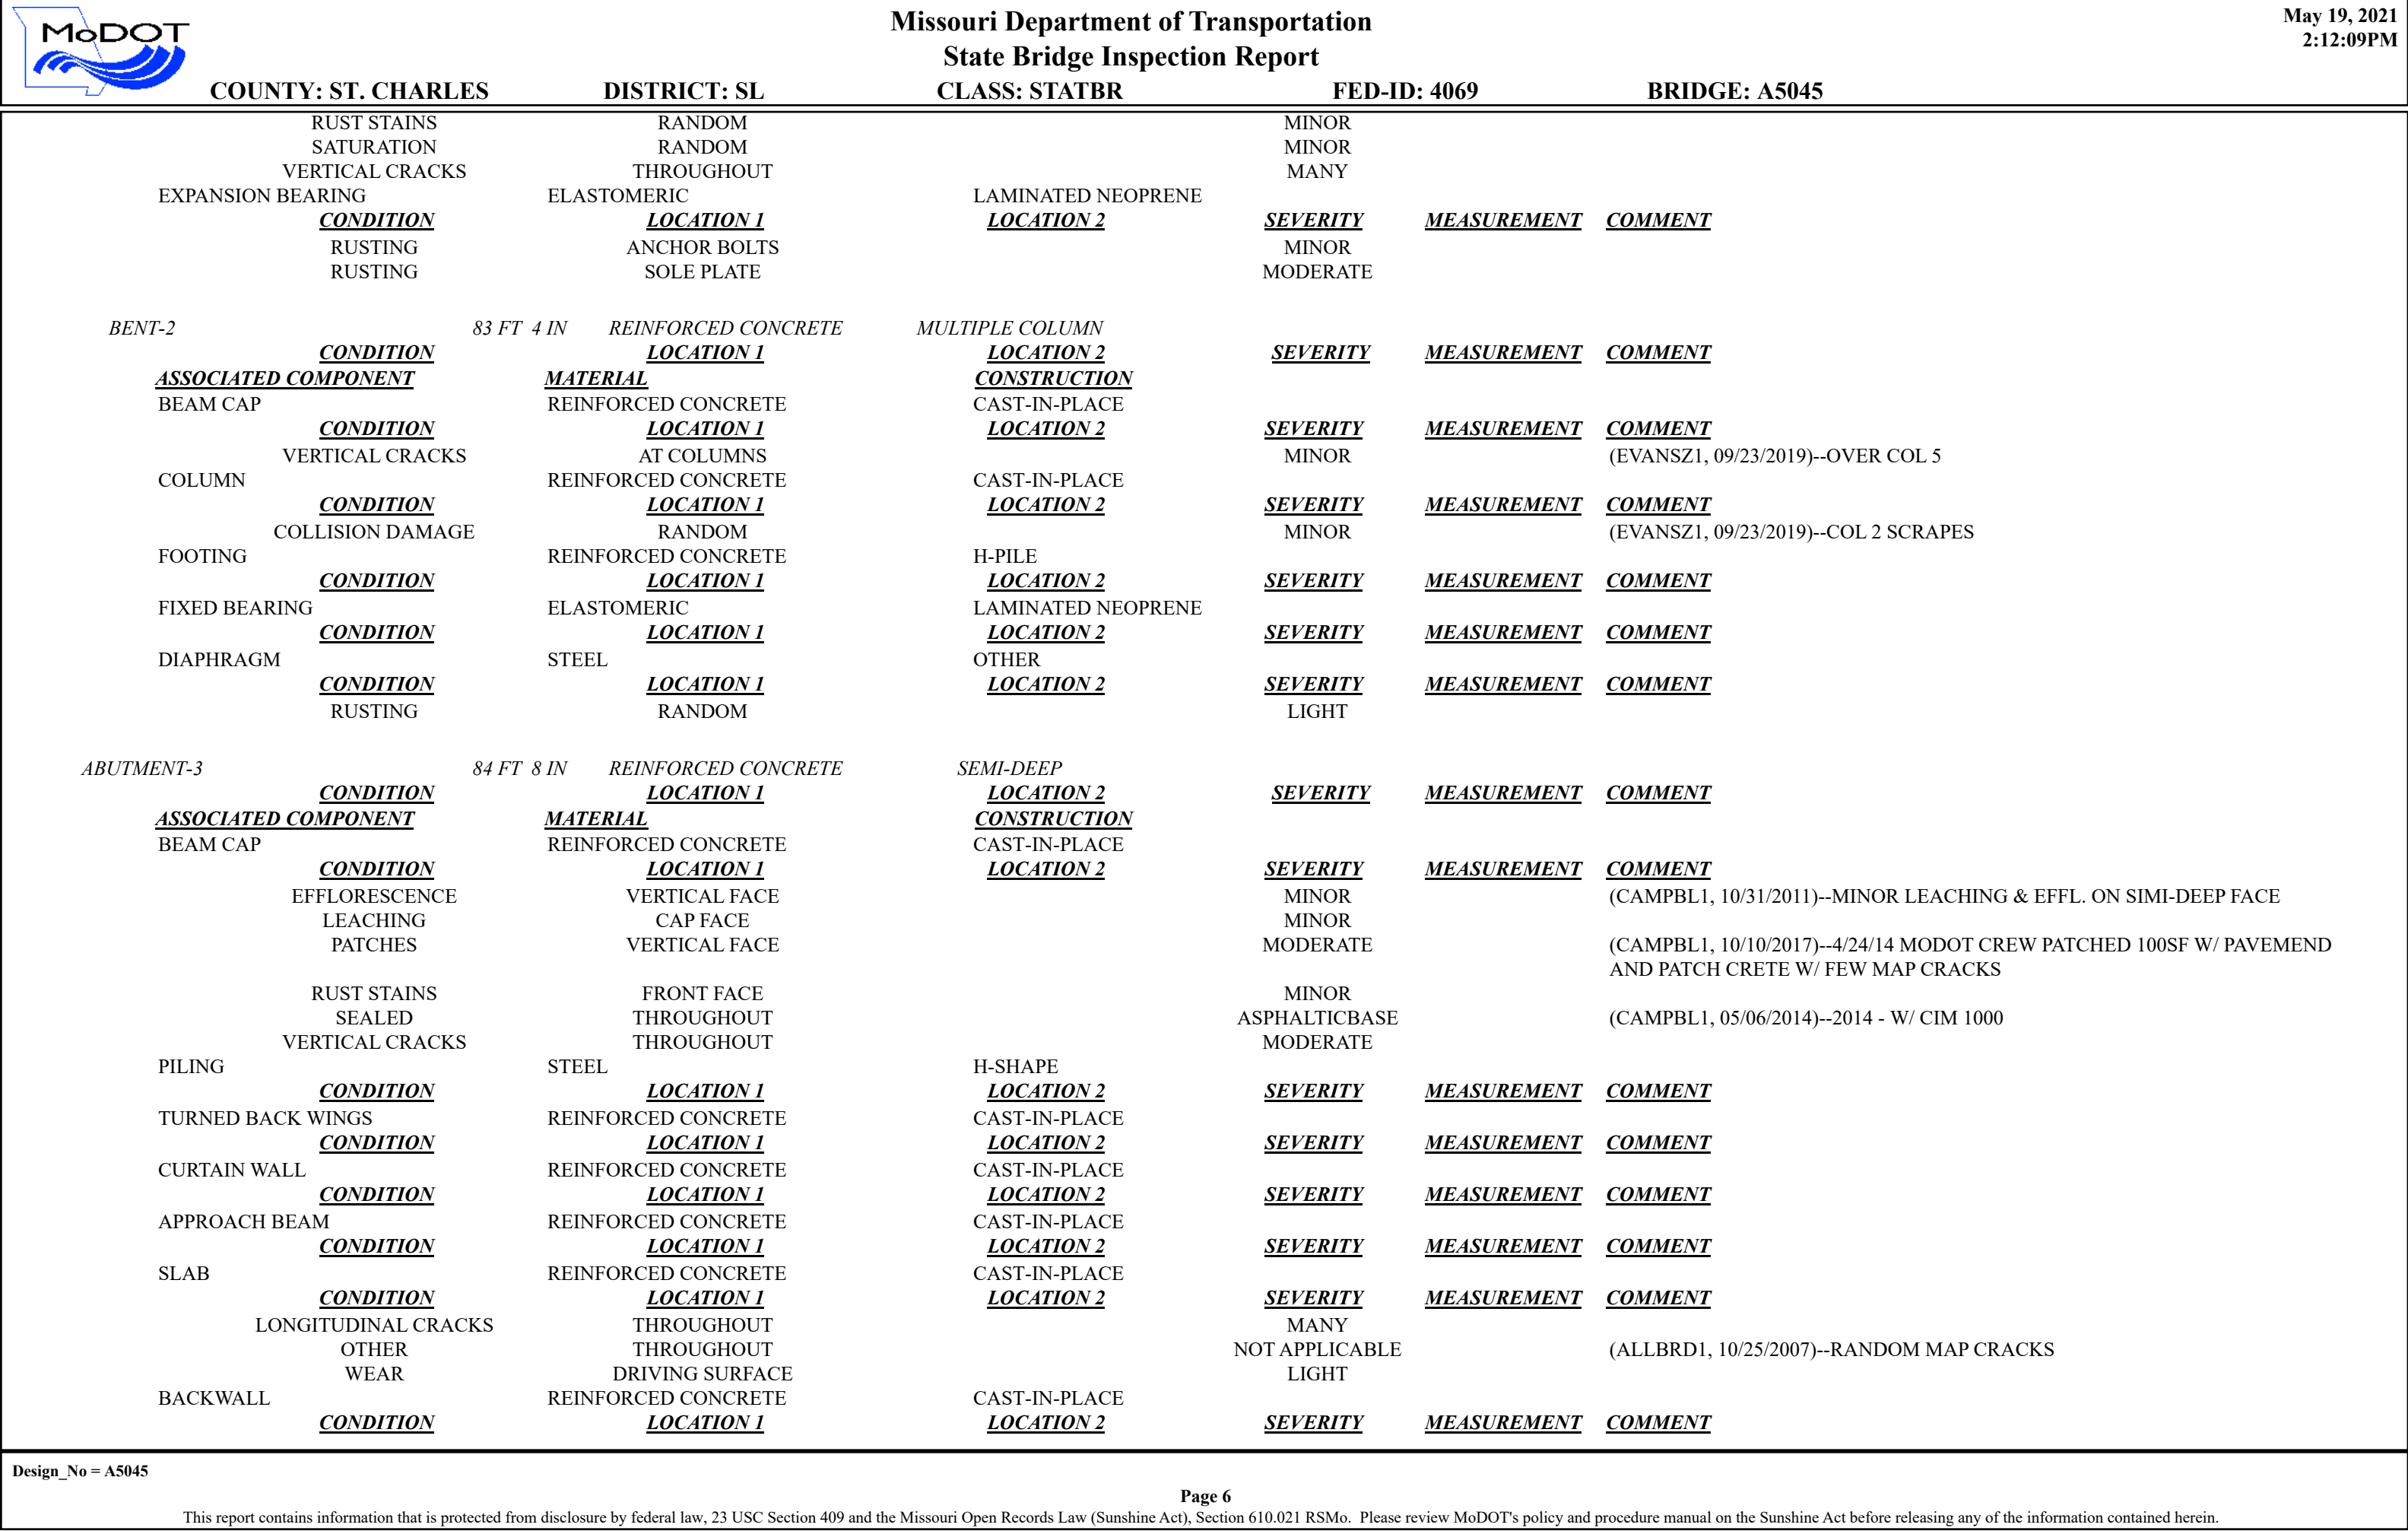 MoDOT
Missouri Department of Transportation
State Bridge Inspection Report
May 19, 2021
2:12:09PM
COUNTY: ST. CHARLES DISTRICT: SL CLASS: STATBR FED-ID: 4069 BRIDGE: A5045
RUST STAINS RANDOM MINOR
SATURATION RANDOM MINOR
VERTICAL CRACKS THROUGHOUT MANY
EXPANSION BEARING ELASTOMERIC LAMINATED NEOPRENE
CONDITION LOCATION 1 LOCATION 2 SEVERITY MEASUREMENT COMMENT
RUSTING ANCHOR BOLTS MINOR
RUSTING SOLE PLATE MODERATE
BENT-2 83 FT 4 IN REINFORCED CONCRETE MULTIPLE COLUMN
CONDITION LOCATION 1 LOCATION 2 SEVERITY MEASUREMENT COMMENT
ASSOCIATED COMPONENT MATERIAL CONSTRUCTION
BEAM CAP REINFORCED CONCRETE CAST-IN-PLACE
CONDITION LOCATION 1 LOCATION 2 SEVERITY MEASUREMENT COMMENT
VERTICAL CRACKS AT COLUMNS MINOR (EVANSZ1, 09/23/2019)--OVER COL 5
COLUMN REINFORCED CONCRETE CAST-IN-PLACE
CONDITION LOCATION 1 LOCATION 2 SEVERITY MEASUREMENT COMMENT
COLLISION DAMAGE RANDOM MINOR (EVANSZ1, 09/23/2019)--COL 2 SCRAPES
FOOTING REINFORCED CONCRETE H-PILE
CONDITION LOCATION 1 LOCATION 2 SEVERITY MEASUREMENT COMMENT
FIXED BEARING ELASTOMERIC LAMINATED NEOPRENE
CONDITION LOCATION 1 LOCATION 2 SEVERITY MEASUREMENT COMMENT
DIAPHRAGM STEEL OTHER
CONDITION LOCATION 1 LOCATION 2 SEVERITY MEASUREMENT COMMENT
RUSTING RANDOM LIGHT
ABUTMENT-3 84 FT 8 IN REINFORCED CONCRETE SEMI-DEEP
CONDITION LOCATION 1 LOCATION 2 SEVERITY MEASUREMENT COMMENT
ASSOCIATED COMPONENT MATERIAL CONSTRUCTION
BEAM CAP REINFORCED CONCRETE CAST-IN-PLACE
CONDITION LOCATION 1 LOCATION 2 SEVERITY MEASUREMENT COMMENT
EFFLORESCENCE VERTICAL FACE MINOR (CAMPBL1, 10/31/2011)--MINOR LEACHING & EFFL. ON SIMI-DEEP FACE
LEACHING CAP FACE MINOR
PATCHES VERTICAL FACE MODERATE (CAMPBL1, 10/10/2017)--4/24/14 MODOT CREW PATCHED 100SF W/ PAVEMEND
AND PATCH CRETE W/ FEW MAP CRACKS
RUST STAINS FRONT FACE MINOR
SEALED THROUGHOUT ASPHALTICBASE (CAMPBL1, 05/06/2014)--2014 - W/ CIM 1000
VERTICAL CRACKS THROUGHOUT MODERATE
PILING STEEL H-SHAPE
CONDITION LOCATION 1 LOCATION 2 SEVERITY MEASUREMENT COMMENT
TURNED BACK WINGS REINFORCED CONCRETE CAST-IN-PLACE
CONDITION LOCATION 1 LOCATION 2 SEVERITY MEASUREMENT COMMENT
CURTAIN WALL REINFORCED CONCRETE CAST-IN-PLACE
CONDITION LOCATION 1 LOCATION 2 SEVERITY MEASUREMENT COMMENT
APPROACH BEAM REINFORCED CONCRETE CAST-IN-PLACE
CONDITION LOCATION 1 LOCATION 2 SEVERITY MEASUREMENT COMMENT
SLAB REINFORCED CONCRETE CAST-IN-PLACE
CONDITION LOCATION 1 LOCATION 2 SEVERITY MEASUREMENT COMMENT
LONGITUDINAL CRACKS THROUGHOUT MANY
OTHER THROUGHOUT NOT APPLICABLE (ALLBRD1, 10/25/2007)--RANDOM MAP CRACKS
WEAR DRIVING SURFACE LIGHT
BACKWALL REINFORCED CONCRETE CAST-IN-PLACE
CONDITION LOCATION 1 LOCATION 2 SEVERITY MEASUREMENT COMMENT
Design_No = A5045
Page 6
This report contains information that is protected from disclosure by federal law, 23 USC Section 409 and the Missouri Open Records Law (Sunshine Act), Section 610.021 RSMo. Please review MoDOT's policy and procedure manual on the Sunshine Act before releasing any of the information contained herein.